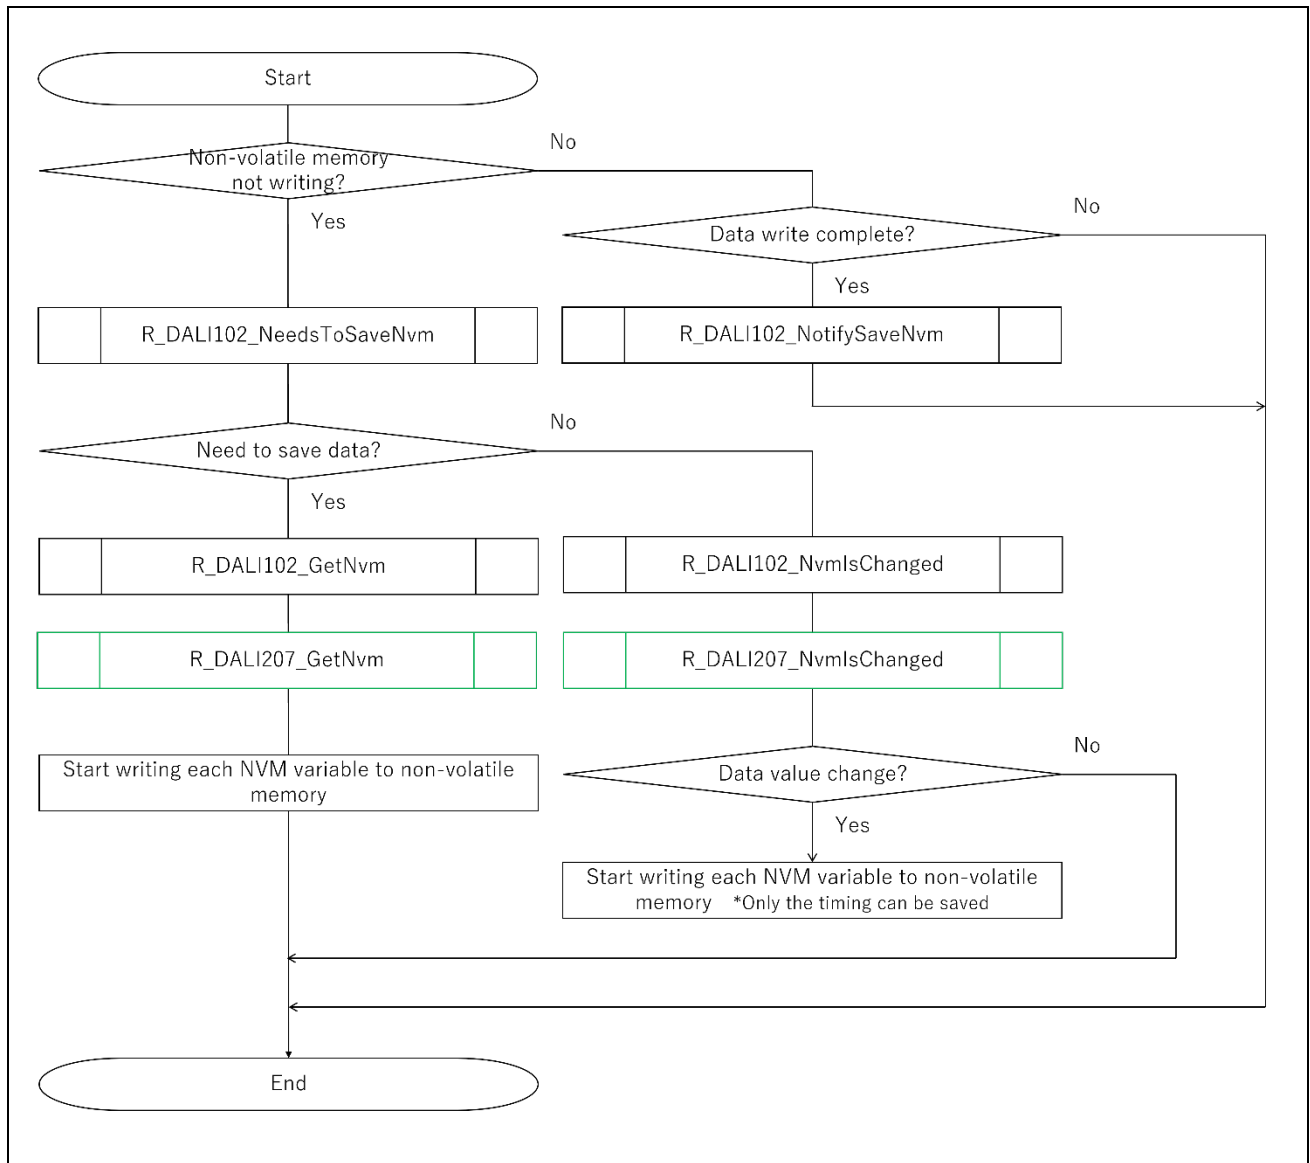 Start
No
Non-volatile memory
not writing?
Yes
No
Data write complete?
Yes
R_DALI102_NeedsToSaveNvm
R_DALI102_NotifySaveNvm
No
Need to save data?
Yes
R_DALI102_GetNvm
R_DALI102_NvmIsChanged
R_DALI207_GetNvm
R_DALI207_NvmIsChanged
No
Start writing each NVM variable to non-volatile
memory
Data value change?
Yes
Start writing each NVM variable to non-volatile
memory *Only the timing can be saved
End